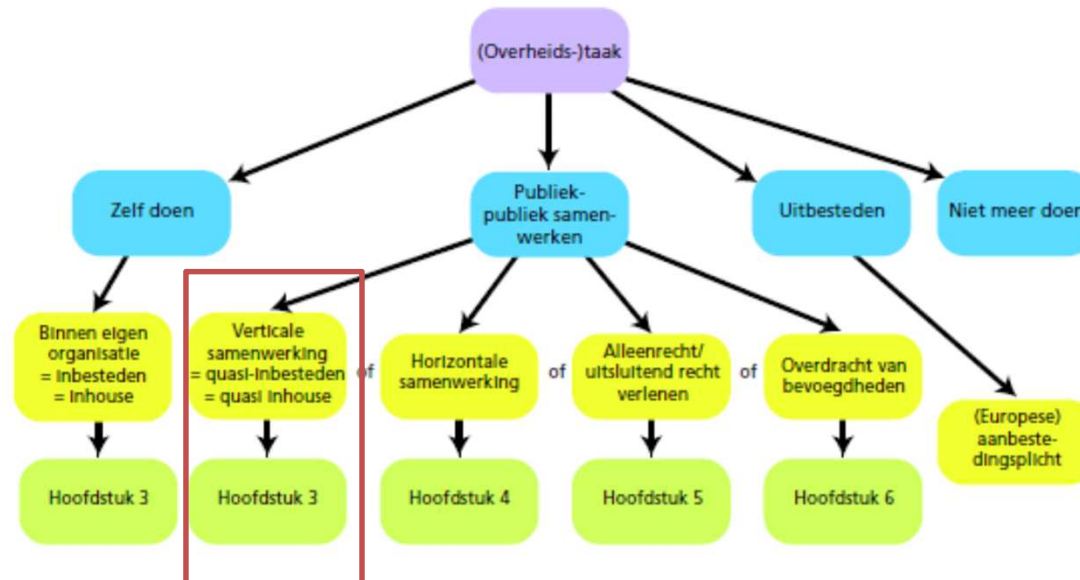 (Overheids-)taak
Zelf doen
Publiek-
publiek samen-
werken
Uitbesteden
Niet meer doen
Binnen eigen
organisatie
= inbesteden
= inhouse
Verticale
samenwerking
= quasi-inbesteden
= quasi inhouse
of
Horizontale
samenwerking
of
Alleenrecht/
uitsluitend recht
verlenen
of
Overdracht van
bevoegdheden
(Europese)
aanbeste-
dingsplicht
Hoofdstuk 3
Hoofdstuk 3
Hoofdstuk 4
Hoofdstuk 5
Hoofdstuk 6